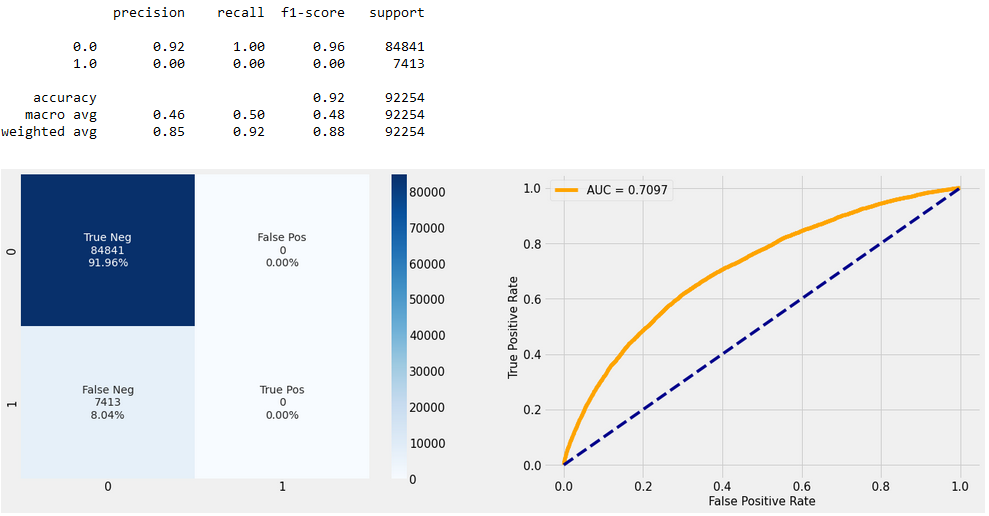 precision recall f1-score support
0.0 0.92 1.00 0.96 84841
1.0 0.00 0.00 0.00 7413
accuracy 0.92 92254
macro avg 0.46 0.50 0.48 92254
weighted avg 0.85 0.92 0.88 92254
0
True Neg
84841
91.96%
False Pos
0
0.00%
1
False Neg
7413
8.04%
True Pos
0
0.00%
0 1
80000
70000
60000
50000
40000
30000
20000
10000
0
AUC = 0.7097
True Positive Rate
1.0
0.8
0.6
0.4
0.2
0.0
0.0 0.2 0.4 0.6 0.8 1.0
False Positive Rate